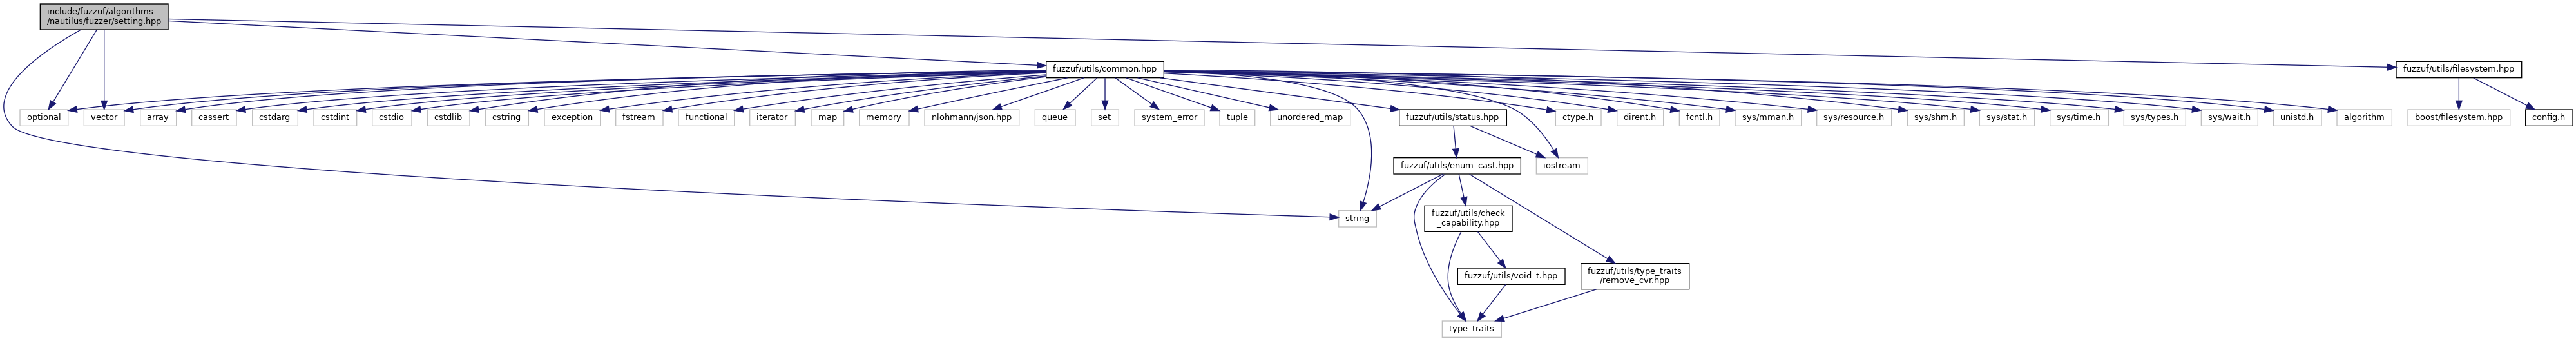 include/fuzzuf/algorithms
/nautilus/fuzzer/setting.hpp
fuzzuf/utils/common.hpp
fuzzuf/utils/filesystem.hpp
optional
vector
array
cassert
cstdarg
cstdint
cstdio
cstdlib
cstring
exception
fstream
functional
iterator
map
memory
nlohmann/json.hpp
queue
set
system_error
tuple
unordered_map
fuzzuf/utils/status.hpp
ctype.h
dirent.h
fcntl.h
sys/mman.h
sys/resource.h
sys/shm.h
sys/stat.h
sys/time.h
sys/types.h
sys/wait.h
unistd.h
algorithm
boost/filesystem.hpp
config.h
fuzzuf/utils/enum_cast.hpp
iostream
string
fuzzuf/utils/check
_capability.hpp
fuzzuf/utils/void_t.hpp
fuzzuf/utils/type_traits
/remove_cvr.hpp
type_traits